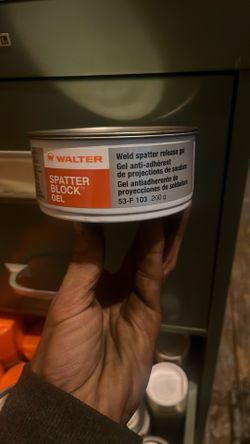 WALTER
SPATTER
BLOCK™
GEL
Weld spatter release gel
Gel anti-adhérent
de projections de soudure
Gel antiadherente de
proyecciones de soldadura
53-F 103 200 g